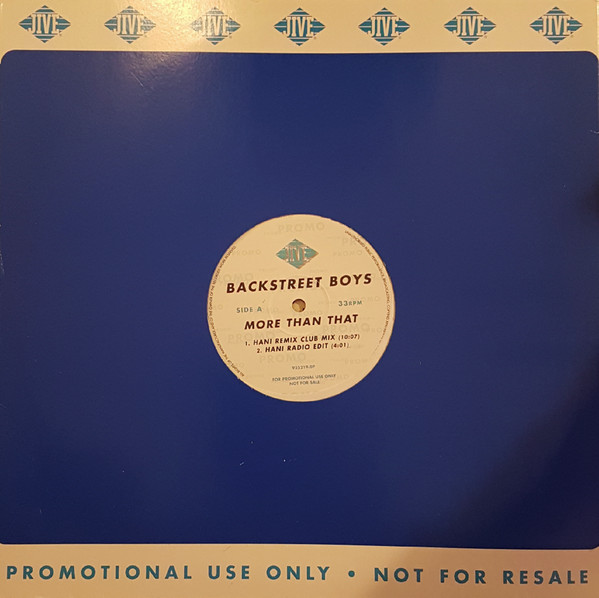 JIVE JIVE JIVE JIVE JIVE JIVE JIVE
PROMO
JIVE
BACKSTREET BOYS
SIDE A 33RPM
MORE THAN THAT
1. HANI REMIX CLUB MIX (10:07)
2. HANI RADIO EDIT (4:01)
FOR PROMOTIONAL USE ONLY
NOT FOR SALE
PROMOTIONAL USE ONLY • NOT FOR RESALE